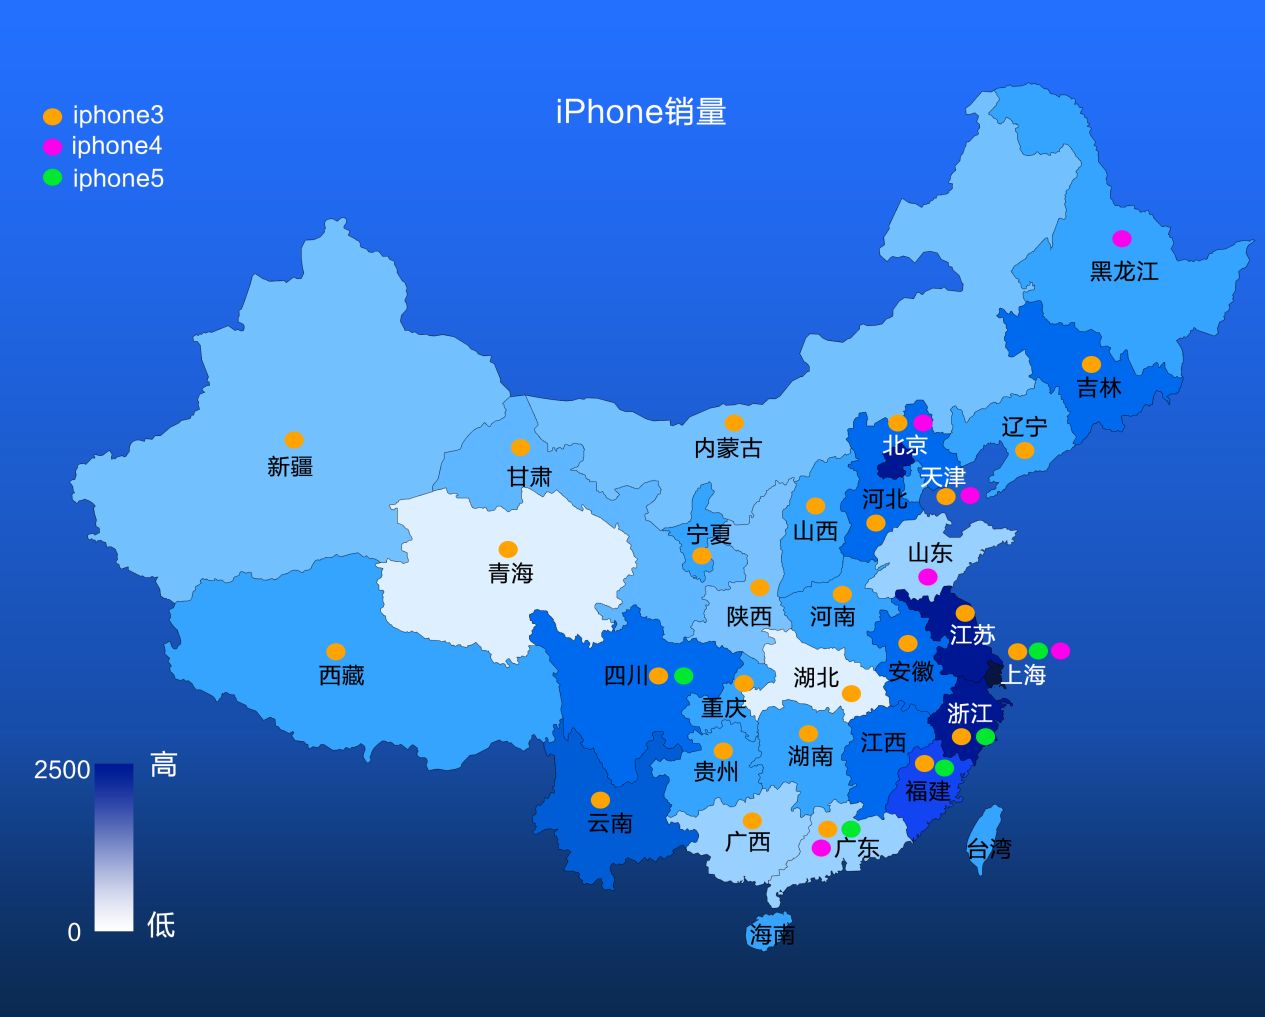 iPhone销量
iphone3
iphone4
iphone5
黑龙江
吉林
辽宁
北京
内蒙古
新疆
甘肃
天津
河北
山西
宁夏
山东
青海
陕西
河南
江苏
西藏
四川
重庆
湖北
安徽
上海
浙江
江西
湖南
贵州
福建
云南
广西
广东
台湾
海南
2500
高
0
低